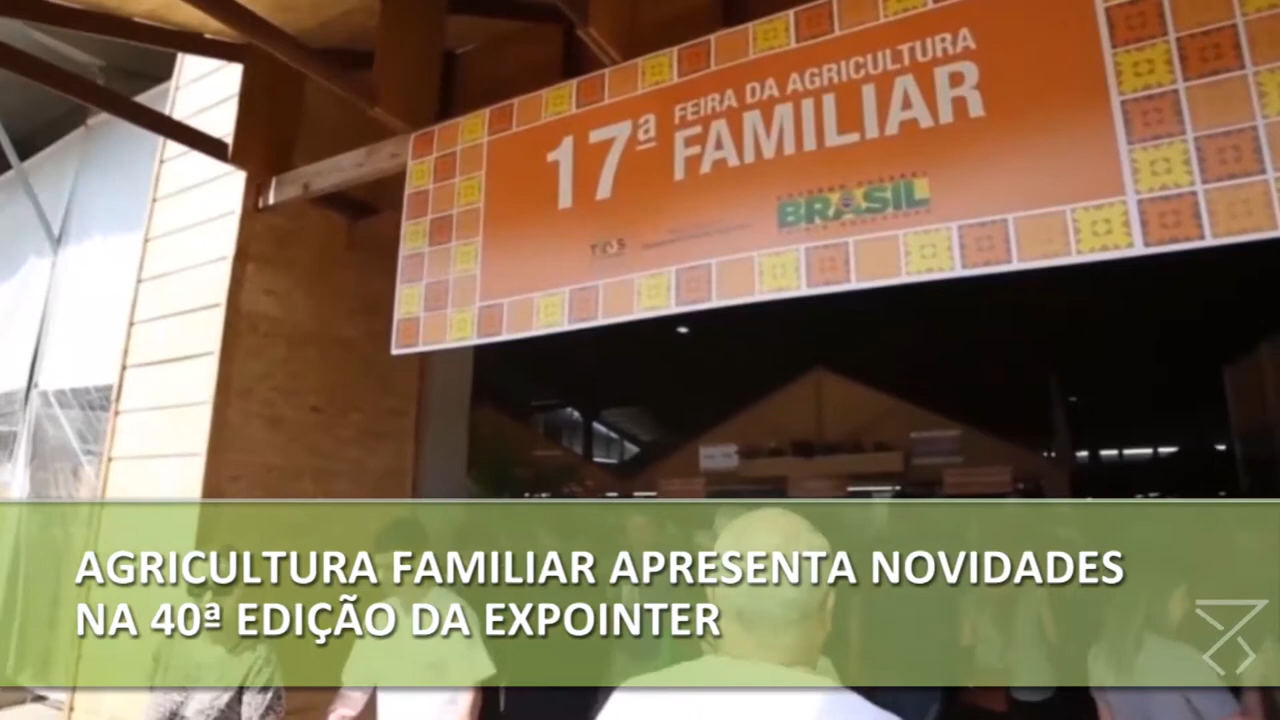 17ª FEIRA DA AGRICULTURA
FAMILIAR
BRASIL
AGRICULTURA FAMILIAR APRESENTA NOVIDADES
NA 40ª EDIÇÃO DA EXPOINTER